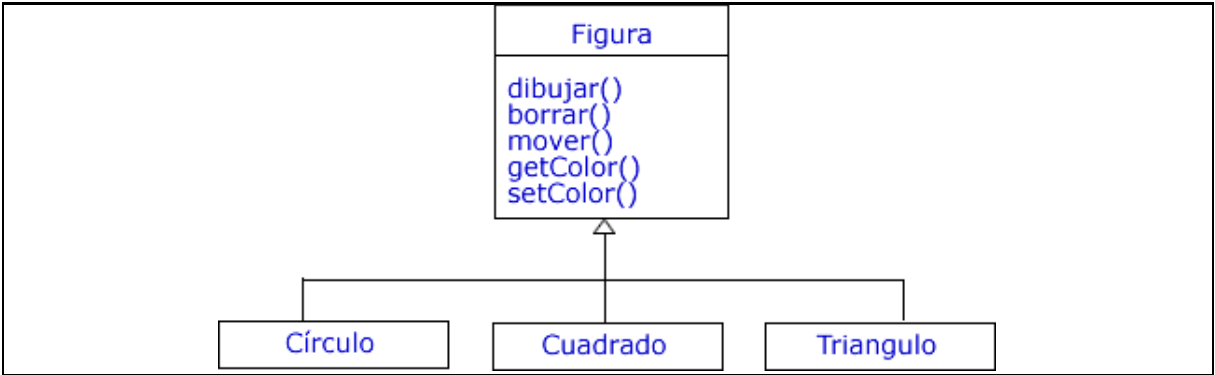 Figura
dibujar()
borrar()
mover()
getColor()
setColor()
Círculo
Cuadrado
Triangulo